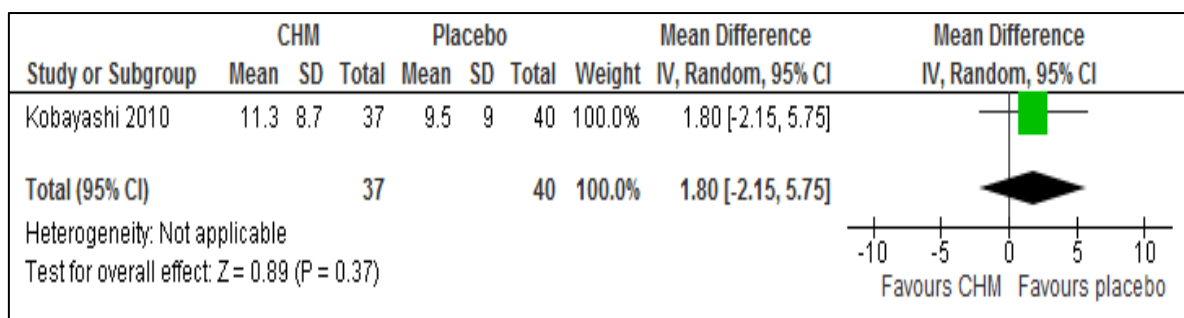 CHM Placebo Mean Difference Mean Difference
Study or Subgroup Mean SD Total Mean SD Total Weight IV, Random, 95% CI IV, Random, 95% CI
Kobayashi 2010 11.3 8.7 37 9.5 9 40 100.0% 1.80 [-2.15, 5.75]
Total (95% CI) 37 40 100.0% 1.80 [-2.15, 5.75]
Heterogeneity: Not applicable
Test for overall effect: Z = 0.89 (P = 0.37)
-10 -5 0 5 10
Favours CHM Favours placebo